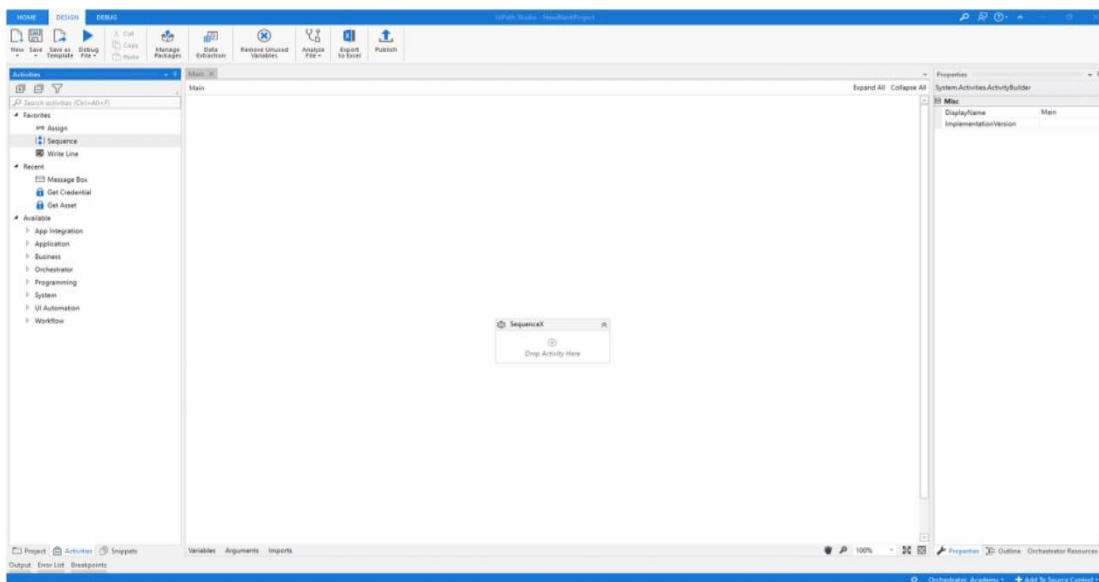 HOME DESIGN DEBUG UiPath Studio - NewBlankProject
New Save Save as Template Debug File Cut Copy Paste Manage Packages Data Extraction Remove Unused Variables Analyze File Export to Excel Publish
Activities
Search activities (Ctrl+Alt+F)
Favorites
Assign
Sequence
Write Line
Recent
Message Box
Get Credential
Get Asset
Available
App Integration
Application
Business
Orchestrator
Programming
System
UI Automation
Workflow
Main
Main Expand All Collapse All
SequenceX
Drop Activity Here
Properties
System.Activities.ActivityBuilder
Misc
DisplayName Main
ImplementationVersion
Project Activities Snippets Variables Arguments Imports 100% Properties Outline Orchestrator Resources
Output Error List Breakpoints
Orchestrator: Academy Add To Source Control